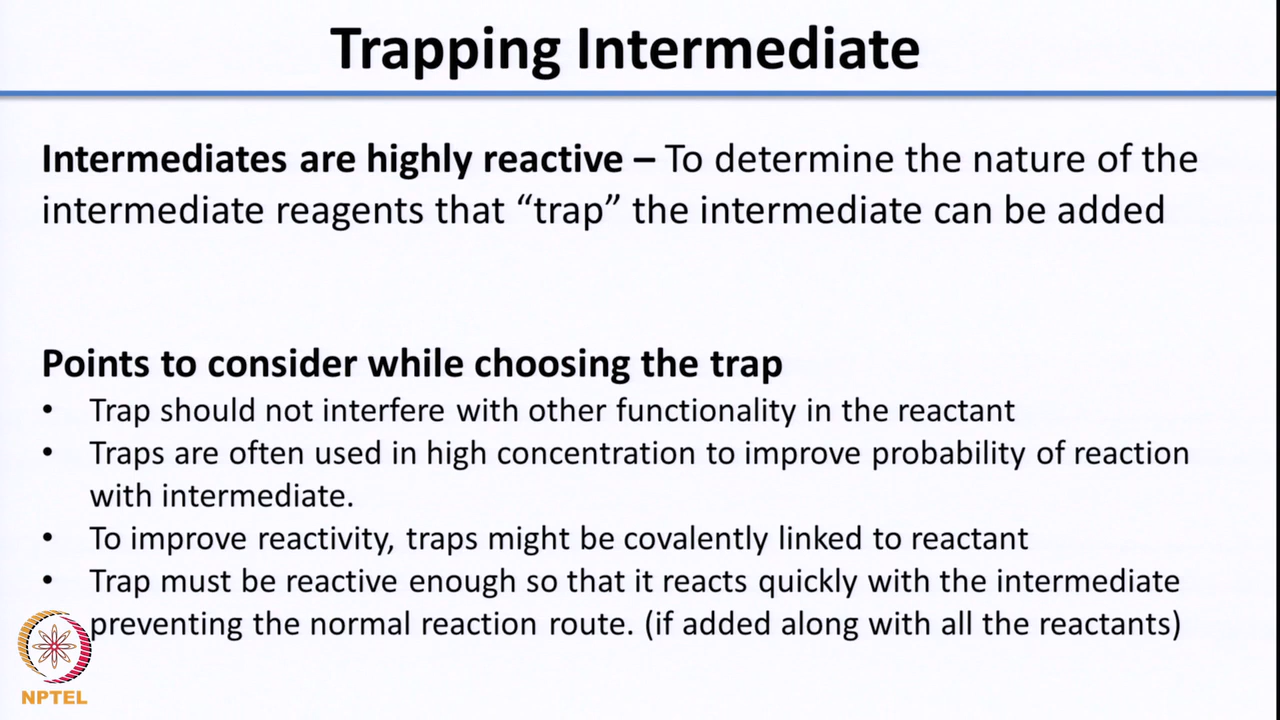 Trapping Intermediate
Intermediates are highly reactive – To determine the nature of the
intermediate reagents that “trap” the intermediate can be added
Points to consider while choosing the trap
• Trap should not interfere with other functionality in the reactant
• Traps are often used in high concentration to improve probability of reaction
with intermediate.
• To improve reactivity, traps might be covalently linked to reactant
• Trap must be reactive enough so that it reacts quickly with the intermediate
preventing the normal reaction route. (if added along with all the reactants)
NPTEL